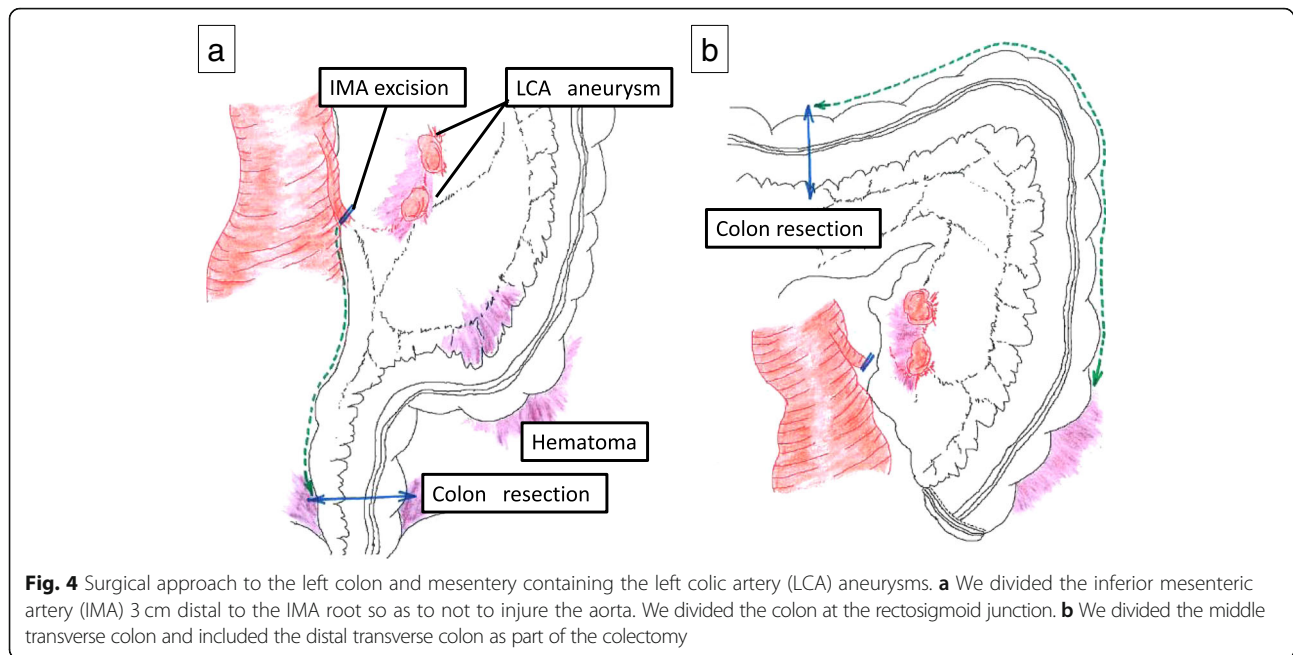 a
b
IMA excision
LCA aneurysm
Colon resection
Hematoma
Colon resection
Fig. 4 Surgical approach to the left colon and mesentery containing the left colic artery (LCA) aneurysms. a We divided the inferior mesenteric
artery (IMA) 3 cm distal to the IMA root so as to not to injure the aorta. We divided the colon at the rectosigmoid junction. b We divided the middle
transverse colon and included the distal transverse colon as part of the colectomy